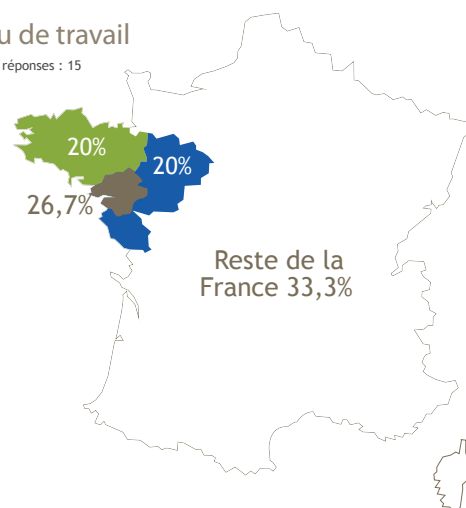 u de travail
réponses : 15
20%
20%
26,7%
Reste de la
France 33,3%